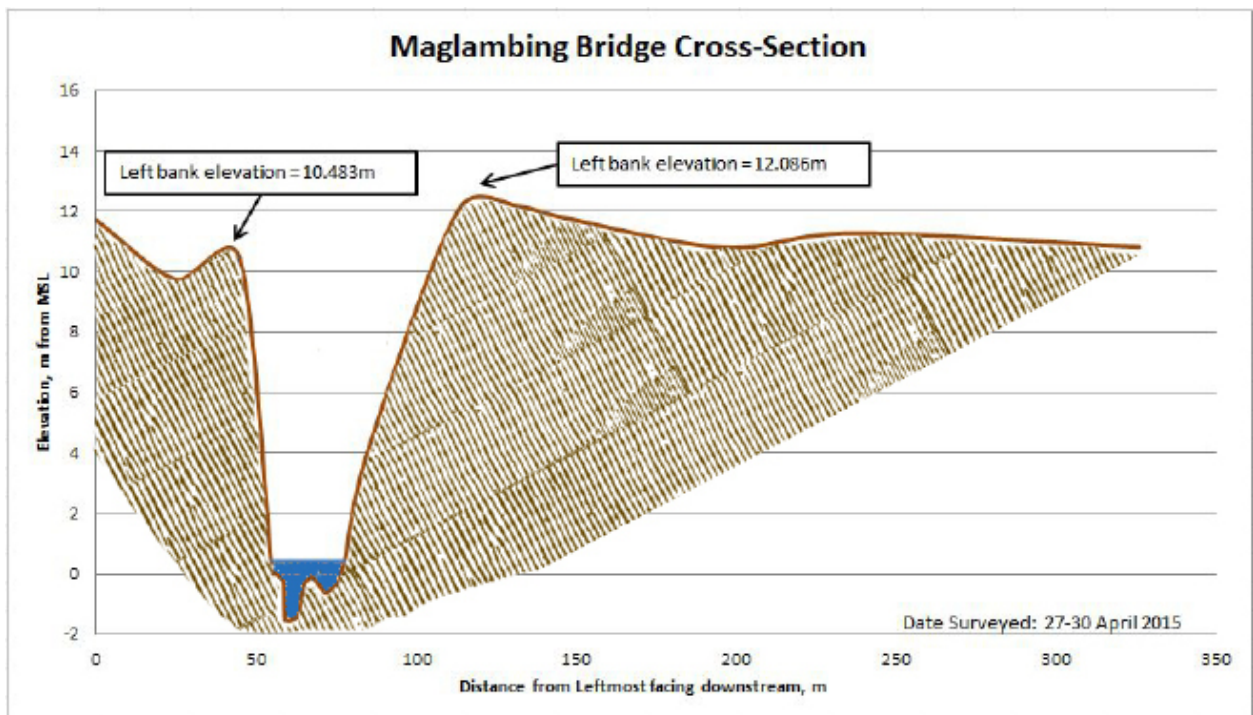 Maglambing Bridge Cross-Section
16
14
Left bank elevation = 10.483m
Left bank elevation = 12.086m
12
10
8
6
4
2
0
-2
Elevation, m from MSL
Date Surveyed: 27-30 April 2015
0 50 100 150 200 250 300 350
Distance from Leftmost facing downstream, m